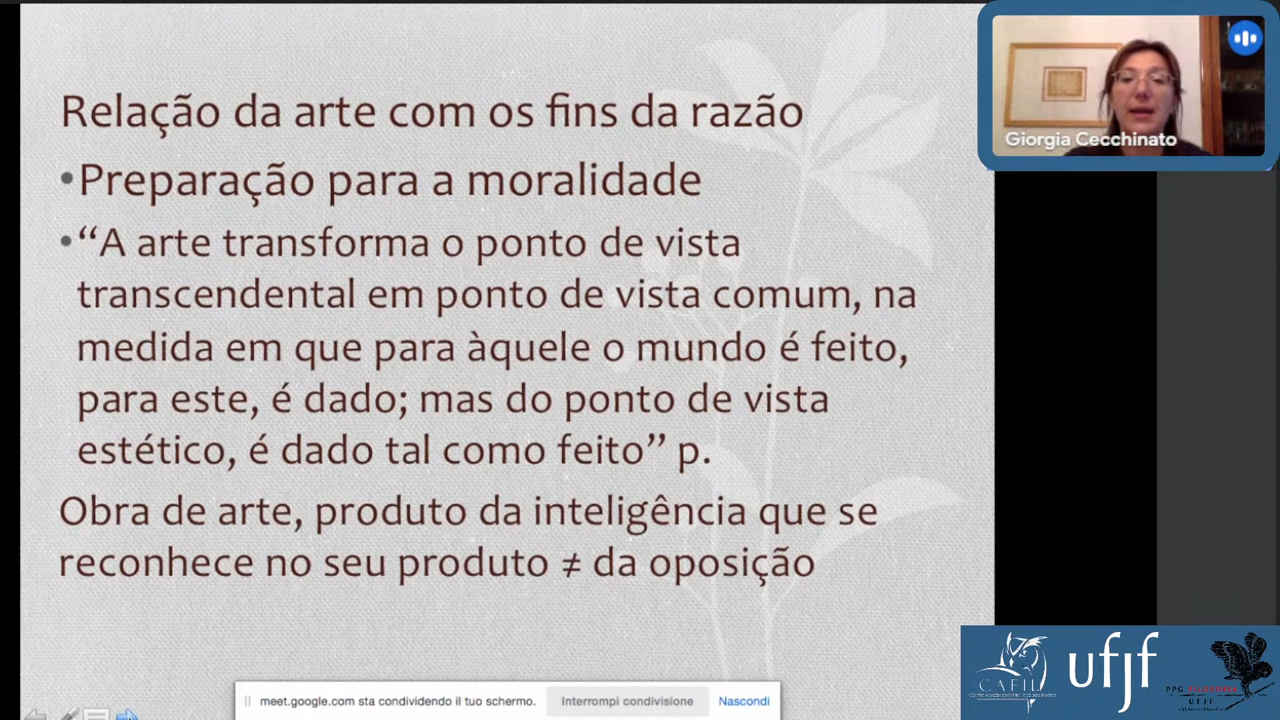 Relação da arte com os fins da razão
•Preparação para a moralidade
•“A arte transforma o ponto de vista
transcendental em ponto de vista comum, na
medida em que para àquele o mundo é feito,
para este, é dado; mas do ponto de vista
estético, é dado tal como feito” p.
Obra de arte, produto da inteligência que se
reconhece no seu produto ≠ da oposição
Giorgia Cecchinato
meet.google.com sta condividendo il tuo schermo.
Interrompi condivisione
Nascondi
CAFIL
ufjf
PPG FILOSOFIA
UFJF